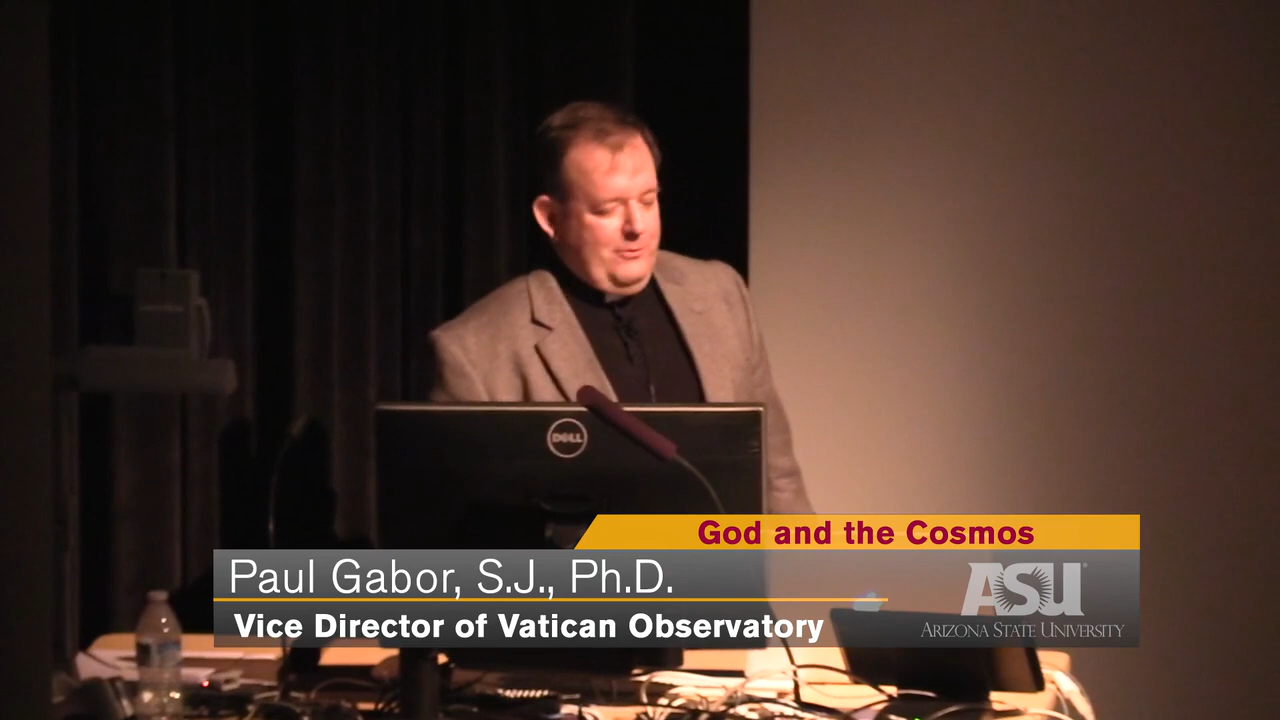 DELL
God and the Cosmos
Paul Gabor, S.J., Ph.D.
Vice Director of Vatican Observatory
ASU
ARIZONA STATE UNIVERSITY